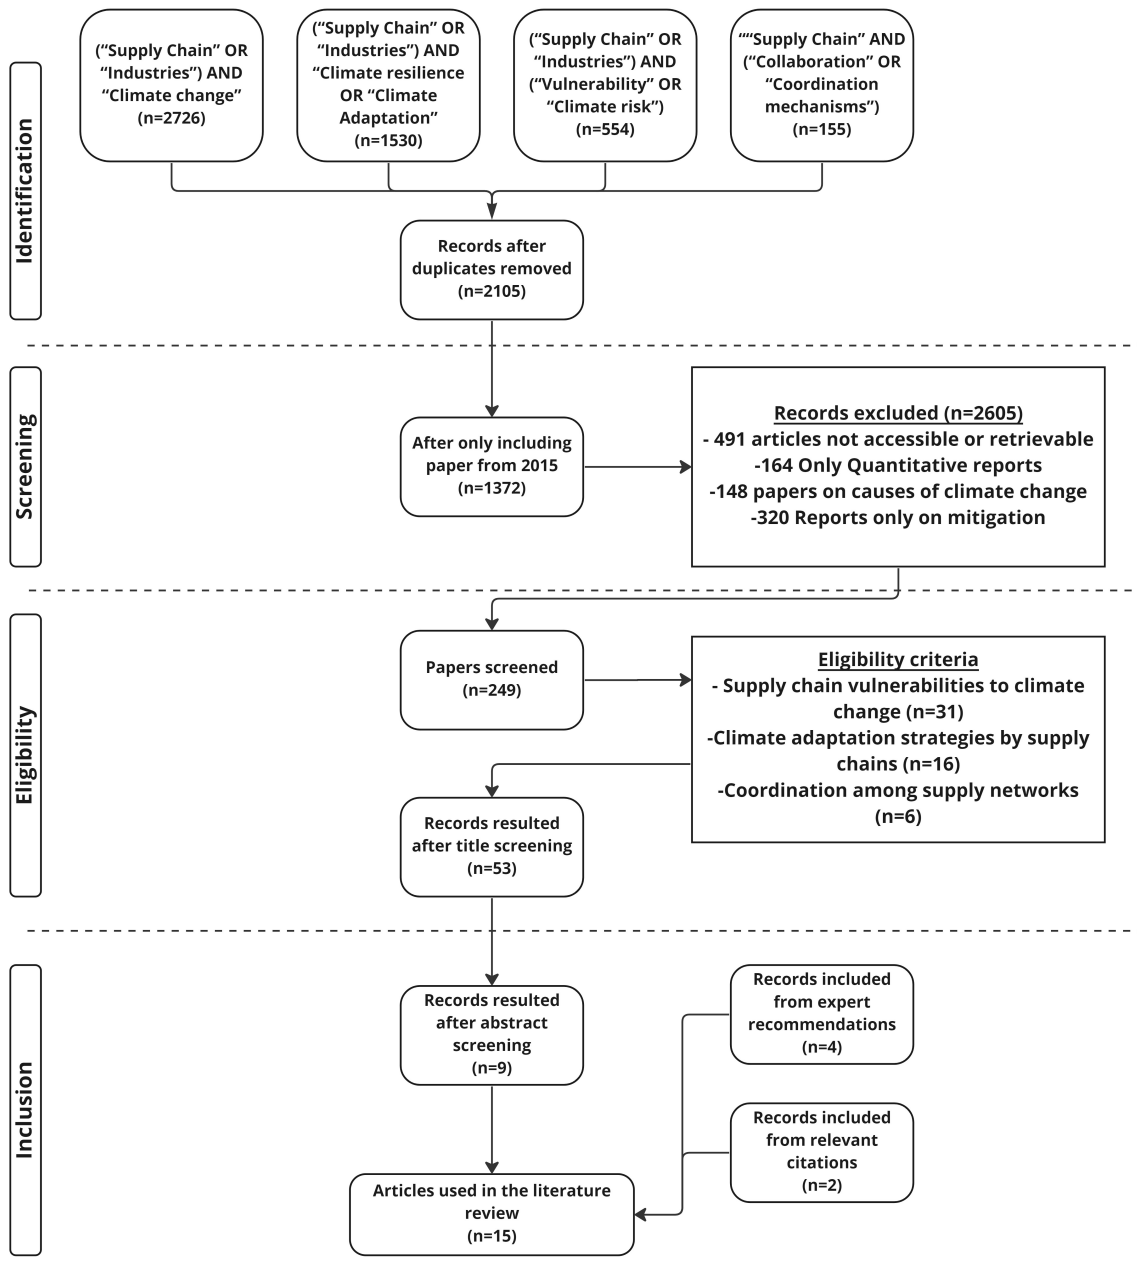 Identification
(“Supply Chain” OR
“Industries”) AND
“Climate change”
(n=2726)
(“Supply Chain” OR
“Industries”) AND
“Climate resilience
OR “Climate
Adaptation”
(n=1530)
(“Supply Chain” OR
“Industries”) AND
(“Vulnerability” OR
“Climate risk”)
(n=554)
““Supply Chain” AND
(“Collaboration” OR
“Coordination
mechanisms”)
(n=155)
Records after
duplicates removed
(n=2105)
Screening
After only including
paper from 2015
(n=1372)
Records excluded (n=2605)
- 491 articles not accessible or retrievable
-164 Only Quantitative reports
-148 papers on causes of climate change
-320 Reports only on mitigation
Eligibility
Papers screened
(n=249)
Eligibility criteria
- Supply chain vulnerabilities to climate
change (n=31)
-Climate adaptation strategies by supply
chains (n=16)
-Coordination among supply networks
(n=6)
Records resulted
after title screening
(n=53)
Inclusion
Records resulted
after abstract
screening
(n=9)
Records included
from expert
recommendations
(n=4)
Records included
from relevant
citations
(n=2)
Articles used in the literature
review
(n=15)